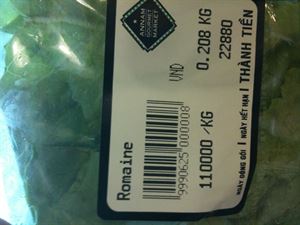 ANNAM
GOURMET
MARKET
Romaine
9990625000008
VND
110000 /KG
0.208 KG
22880
NGÀY ĐÓNG GÓI | NGÀY HẾT HẠN | THÀNH TIỀN